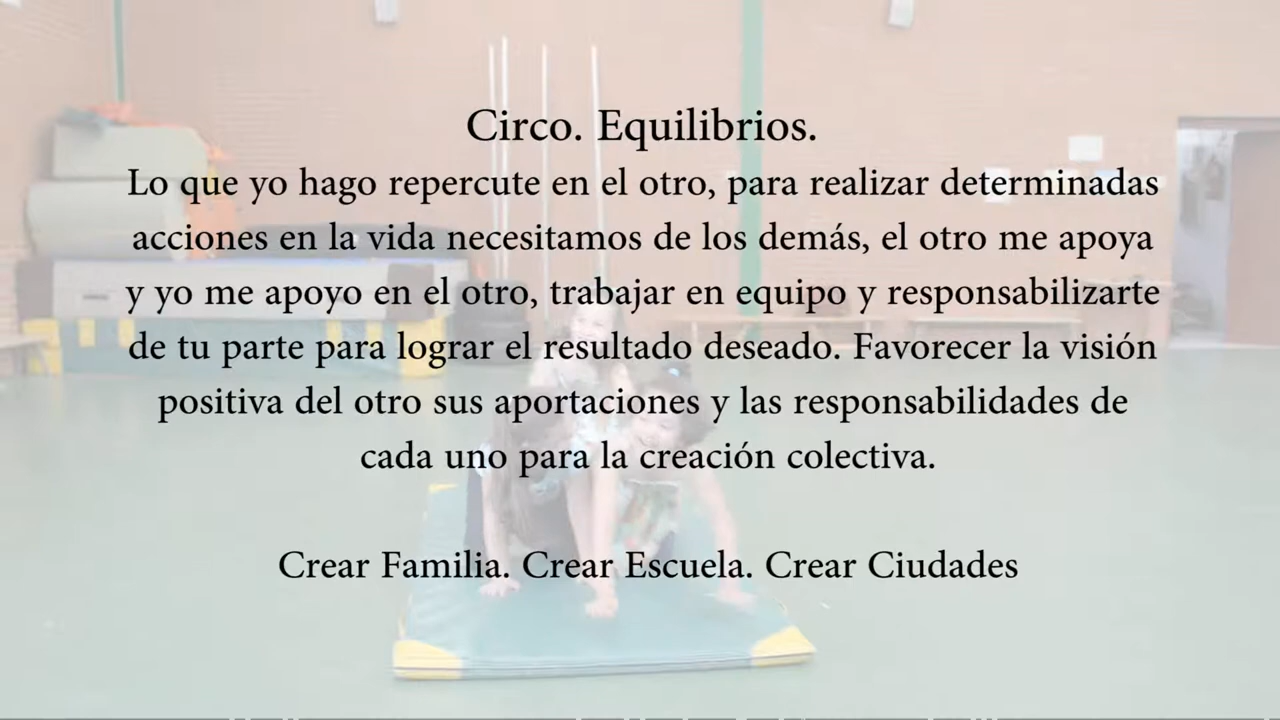 Circo. Equilibrios.
Lo que yo hago repercute en el otro, para realizar determinadas
acciones en la vida necesitamos de los demás, el otro me apoya
y yo me apoyo en el otro, trabajar en equipo y responsabilizarte
de tu parte para lograr el resultado deseado. Favorecer la visión
positiva del otro sus aportaciones y las responsabilidades de
cada uno para la creación colectiva.
Crear Familia. Crear Escuela. Crear Ciudades